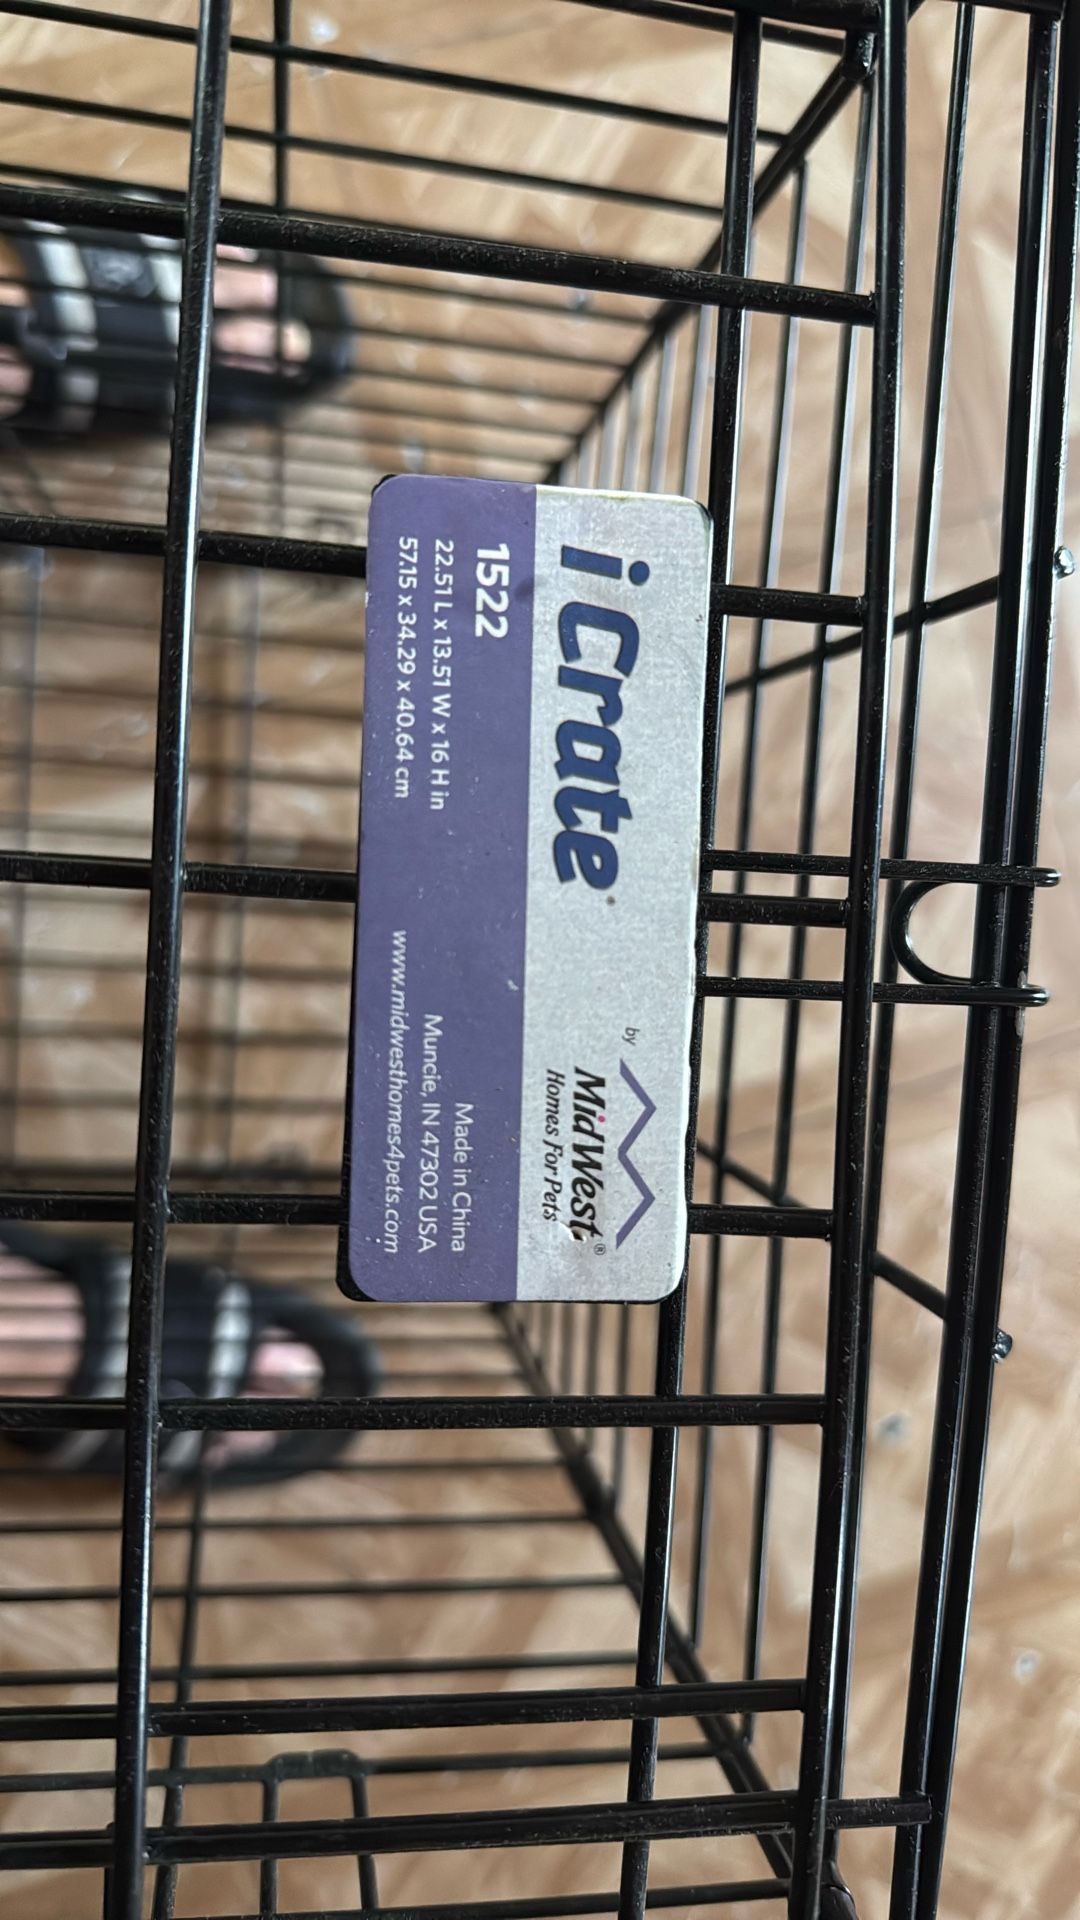 i Crate®
by
MidWest®
Homes For Pets
1522
22.51 L x 13.51 W x 16 H in
57.15 x 34.29 x 40.64 cm
Made in China
Muncie, IN 47302 USA
www.midwesthomes4pets.com